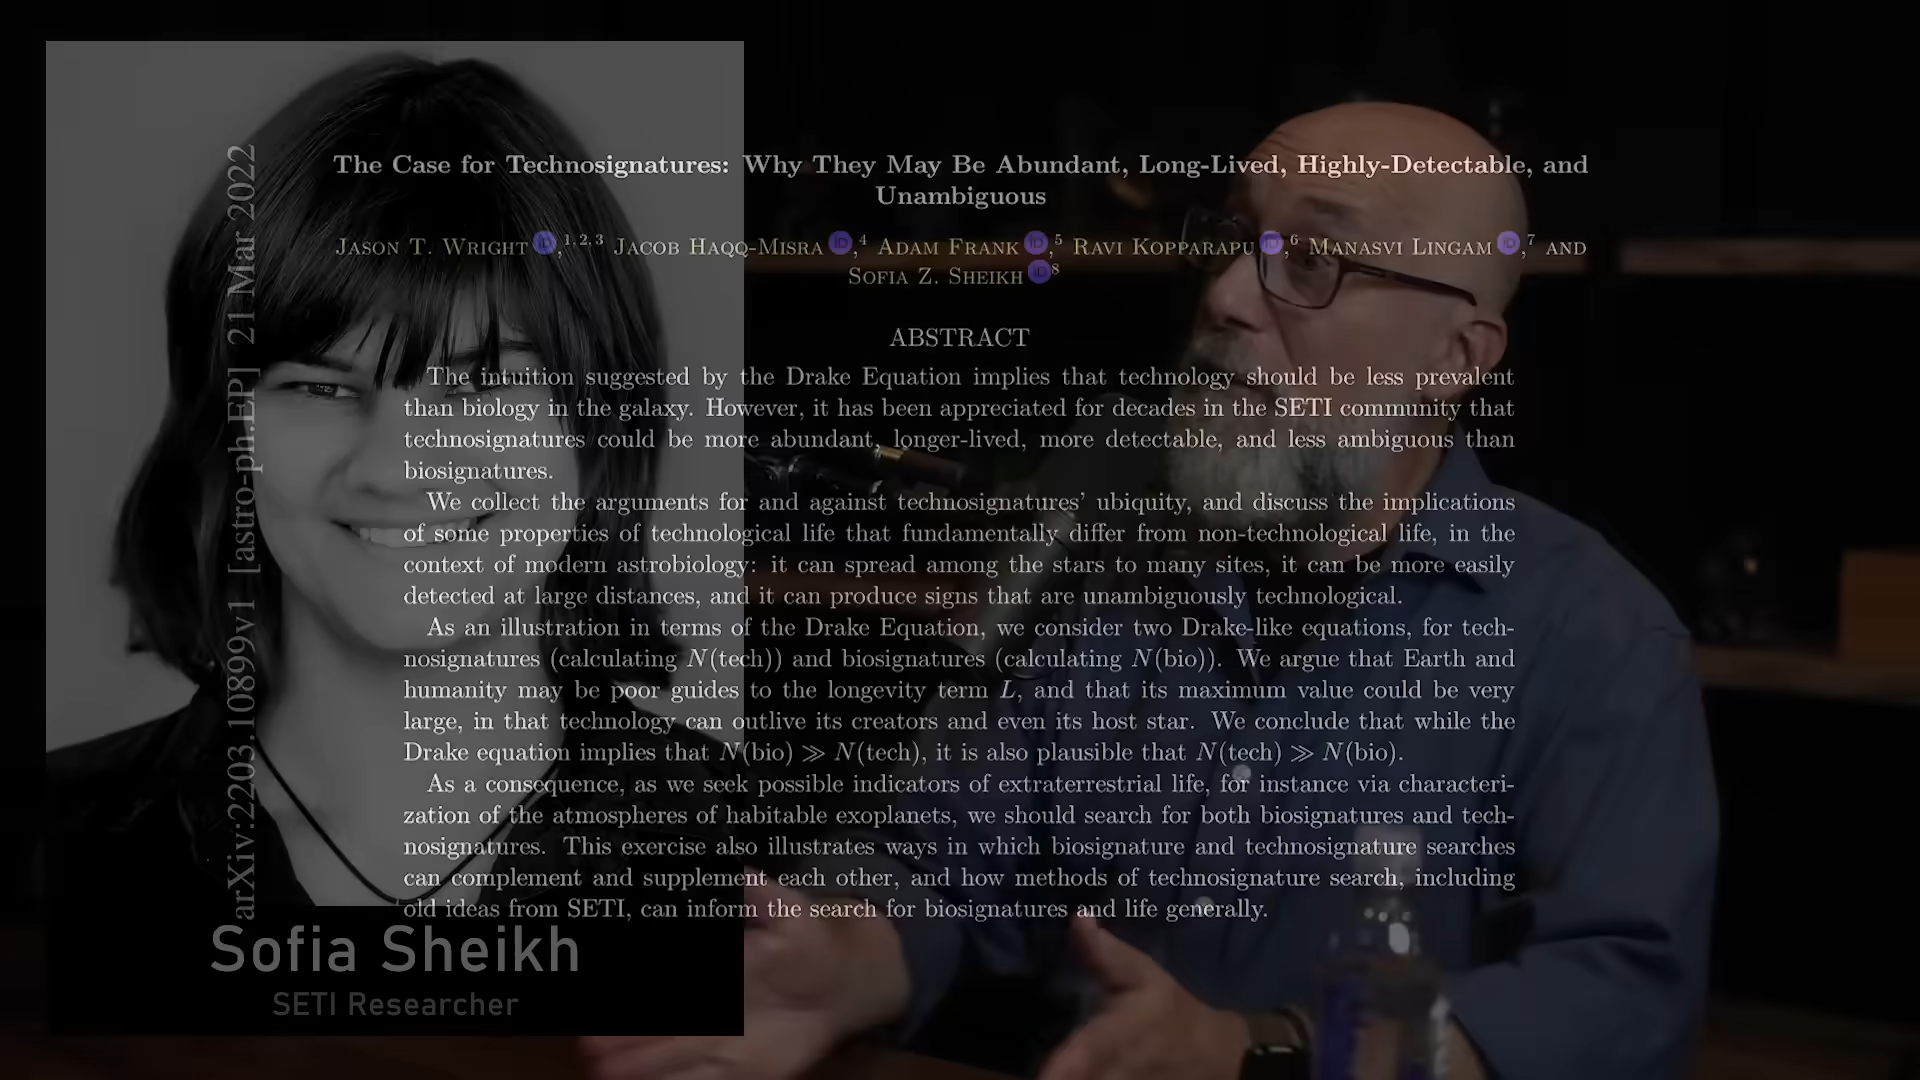 The Case for Technosignatures: Why They May Be Abundant, Long-Lived, Highly-Detectable, and
Unambiguous
Jason T. Wright iD,1,2,3 Jacob Haqq-Misra iD,4 Adam Frank iD,5 Ravi Kopparapu iD,6 Manasvi Lingam iD,7 and
Sofia Z. Sheikh iD8
ABSTRACT
The intuition suggested by the Drake Equation implies that technology should be less prevalent
than biology in the galaxy. However, it has been appreciated for decades in the SETI community that
technosignatures could be more abundant, longer-lived, more detectable, and less ambiguous than
biosignatures.
We collect the arguments for and against technosignatures' ubiquity, and discuss the implications
of some properties of technological life that fundamentally differ from non-technological life, in the
context of modern astrobiology: it can spread among the stars to many sites, it can be more easily
detected at large distances, and it can produce signs that are unambiguously technological.
As an illustration in terms of the Drake Equation, we consider two Drake-like equations, for tech-
nosignatures (calculating N(tech)) and biosignatures (calculating N(bio)). We argue that Earth and
humanity may be poor guides to the longevity term L, and that its maximum value could be very
large, in that technology can outlive its creators and even its host star. We conclude that while the
Drake equation implies that N(bio) ≫ N(tech), it is also plausible that N(tech) ≫ N(bio).
As a consequence, as we seek possible indicators of extraterrestrial life, for instance via characteri-
zation of the atmospheres of habitable exoplanets, we should search for both biosignatures and tech-
nosignatures. This exercise also illustrates ways in which biosignature and technosignature searches
can complement and supplement each other, and how methods of technosignature search, including
old ideas from SETI, can inform the search for biosignatures and life generally.
arXiv:2203.10899v1 [astro-ph.EP] 21 Mar 2022
Sofia Sheikh
SETI Researcher